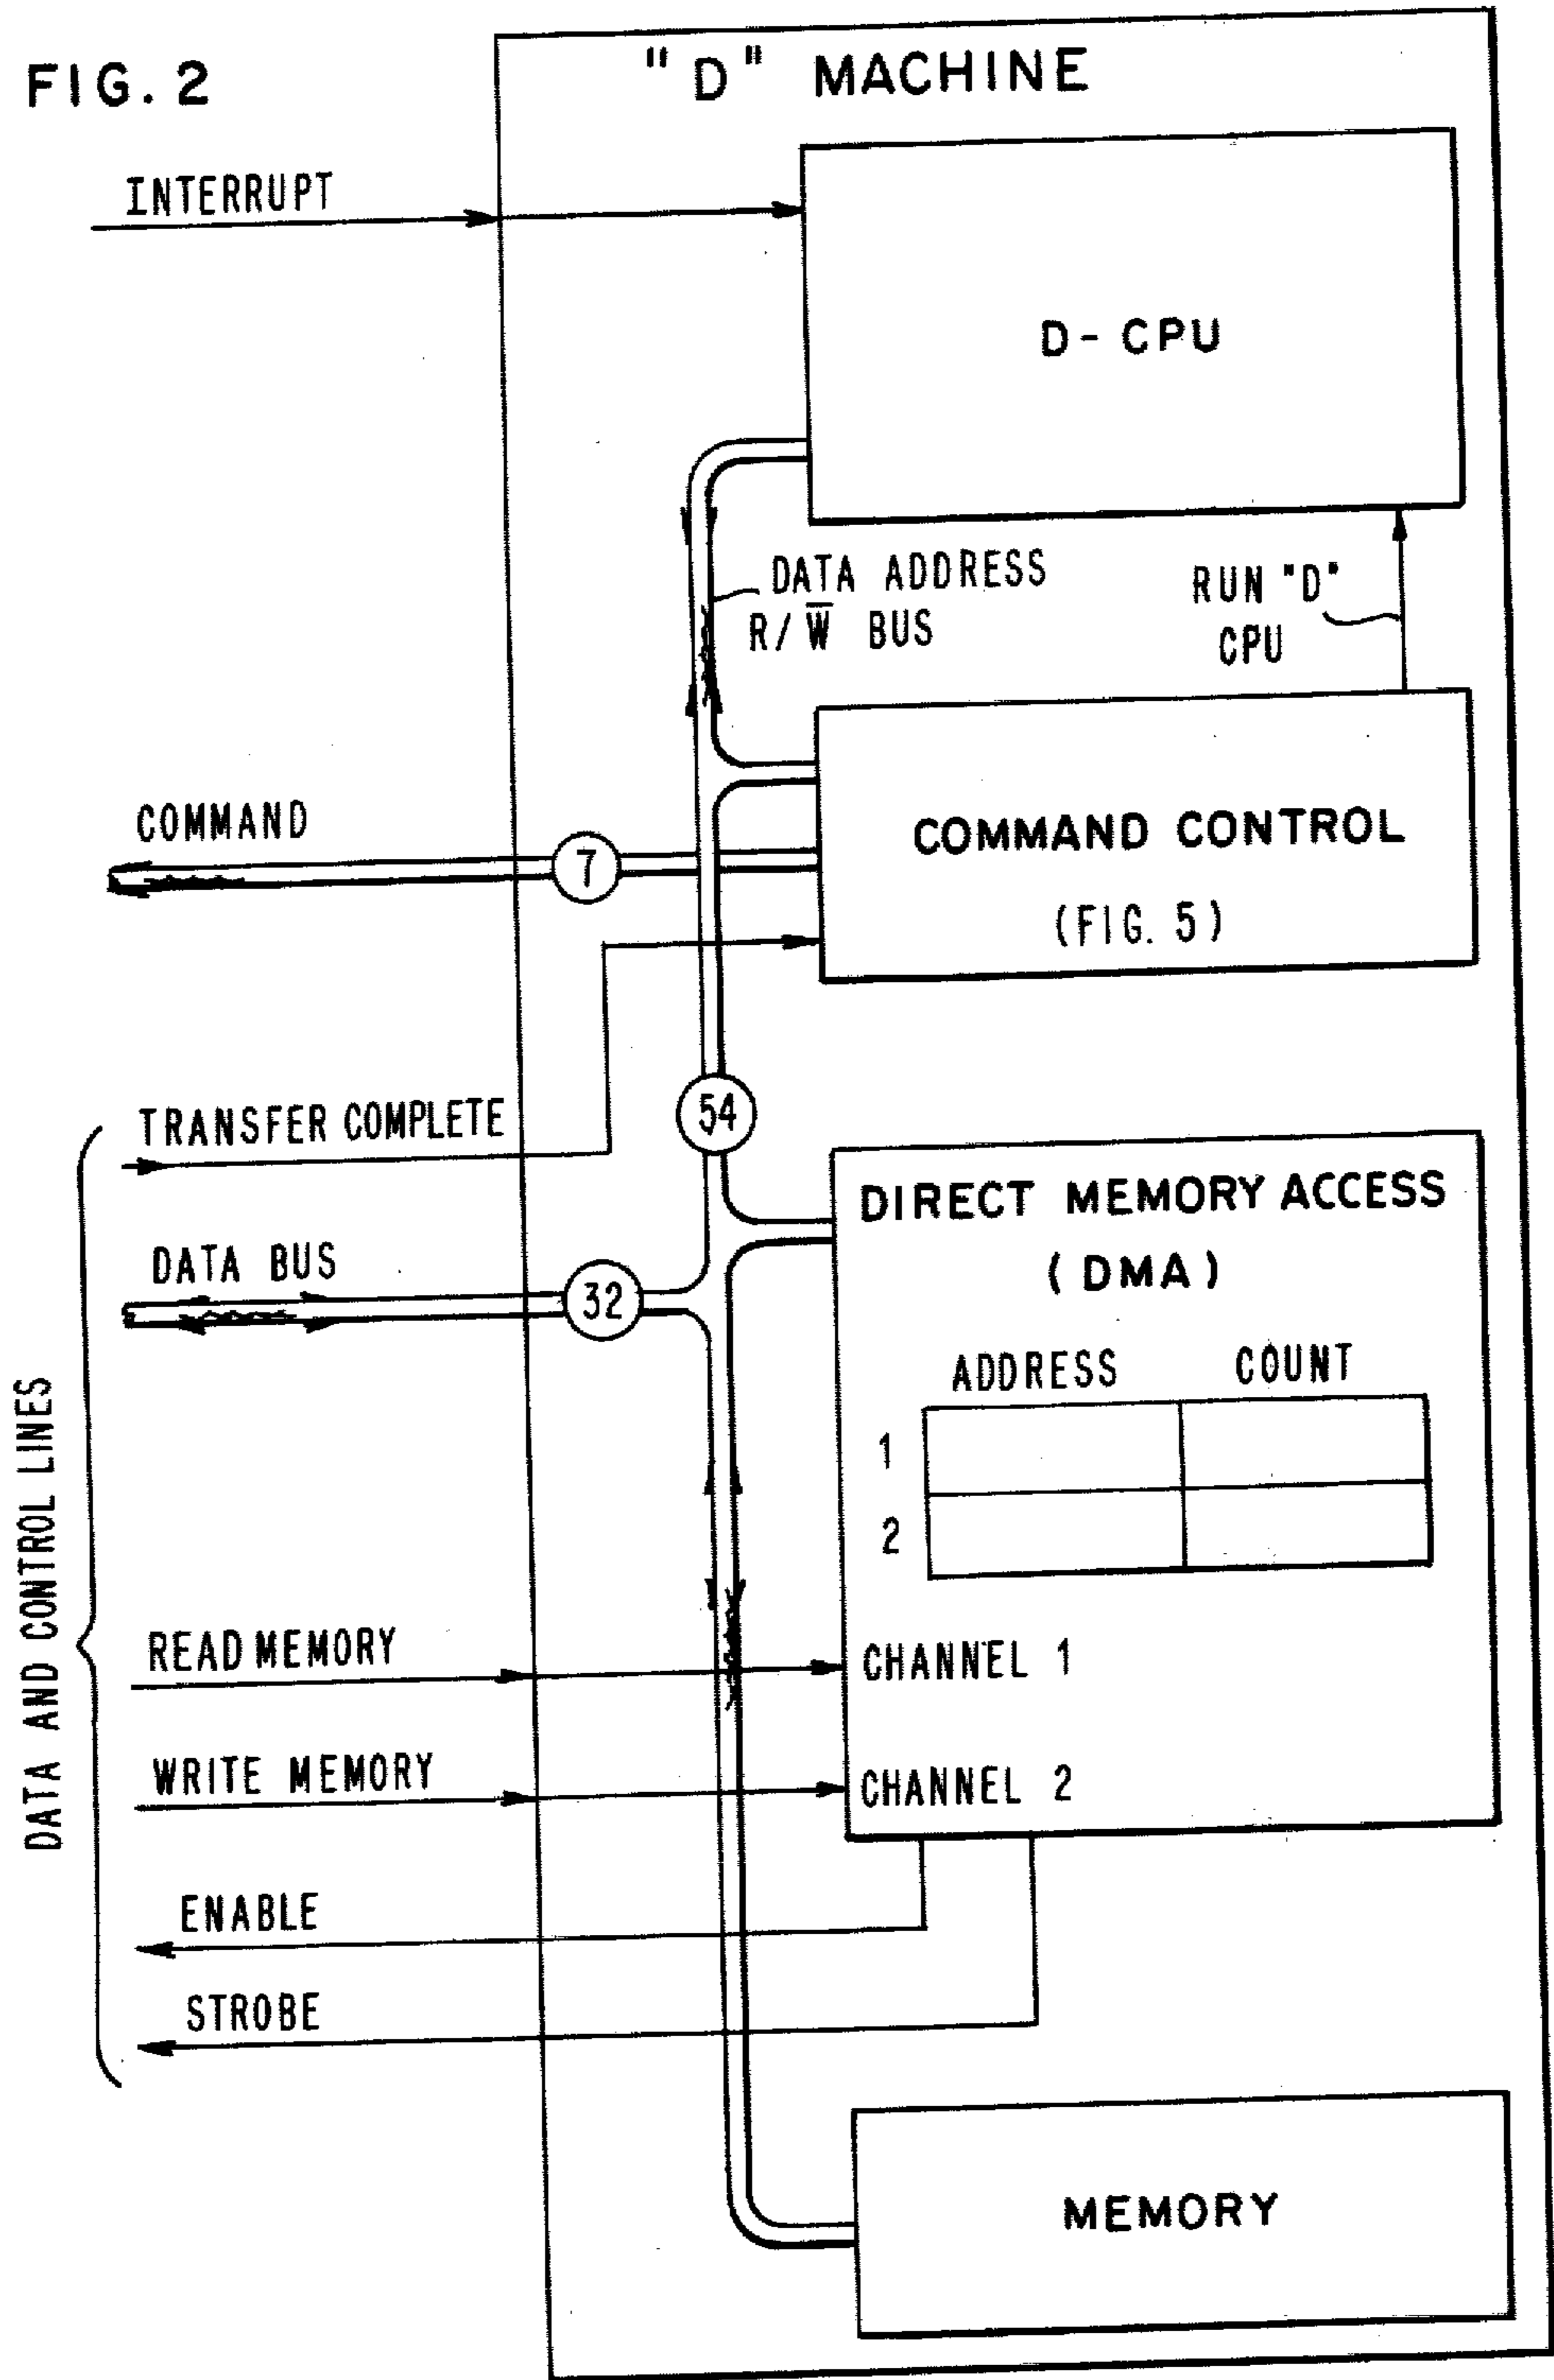 FIG. 2
"D" MACHINE
INTERRUPT
D-CPU
DATA ADDRESS
R/W̅ BUS
RUN "D"
CPU
COMMAND
7
COMMAND CONTROL
(FIG. 5)
TRANSFER COMPLETE
54
DIRECT MEMORY ACCESS
(DMA)
DATA BUS
32
ADDRESS COUNT
1
2
DATA AND CONTROL LINES
READ MEMORY
CHANNEL 1
WRITE MEMORY
CHANNEL 2
ENABLE
STROBE
MEMORY